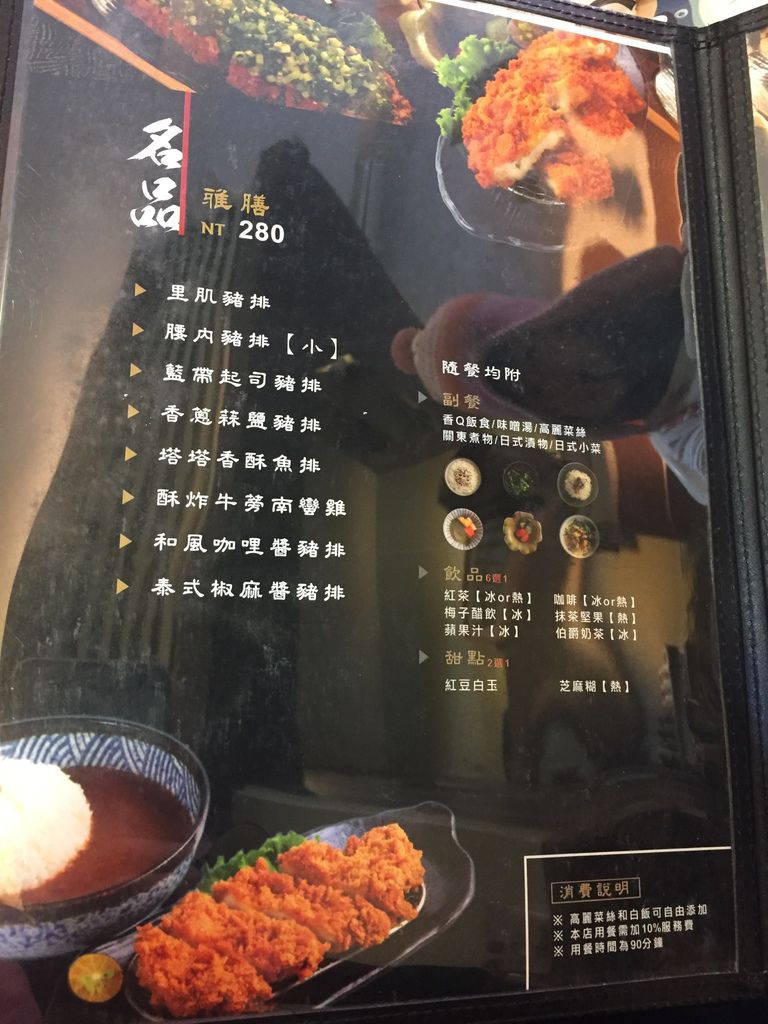 名品
雅膳
NT 280
里肌豬排
腰內豬排【小】
藍帶起司豬排
香蔥蒜鹽豬排
塔塔香酥魚排
酥炸牛蒡南蠻雞
和風咖哩醬豬排
泰式椒麻醬豬排
隨餐均附
副餐
香Q飯食/味噌湯/高麗菜絲
關東煮物/日式漬物/日式小菜
飲品6選1
紅茶【冰or熱】 咖啡【冰or熱】
梅子醋飲【冰】 抹茶堅果【熱】
蘋果汁【冰】 伯爵奶茶【冰】
甜點2選1
紅豆白玉 芝麻糊【熱】
消費說明
※ 高麗菜絲和白飯可自由添加
※ 本店用餐需加10%服務費
※ 用餐時間為90分鐘